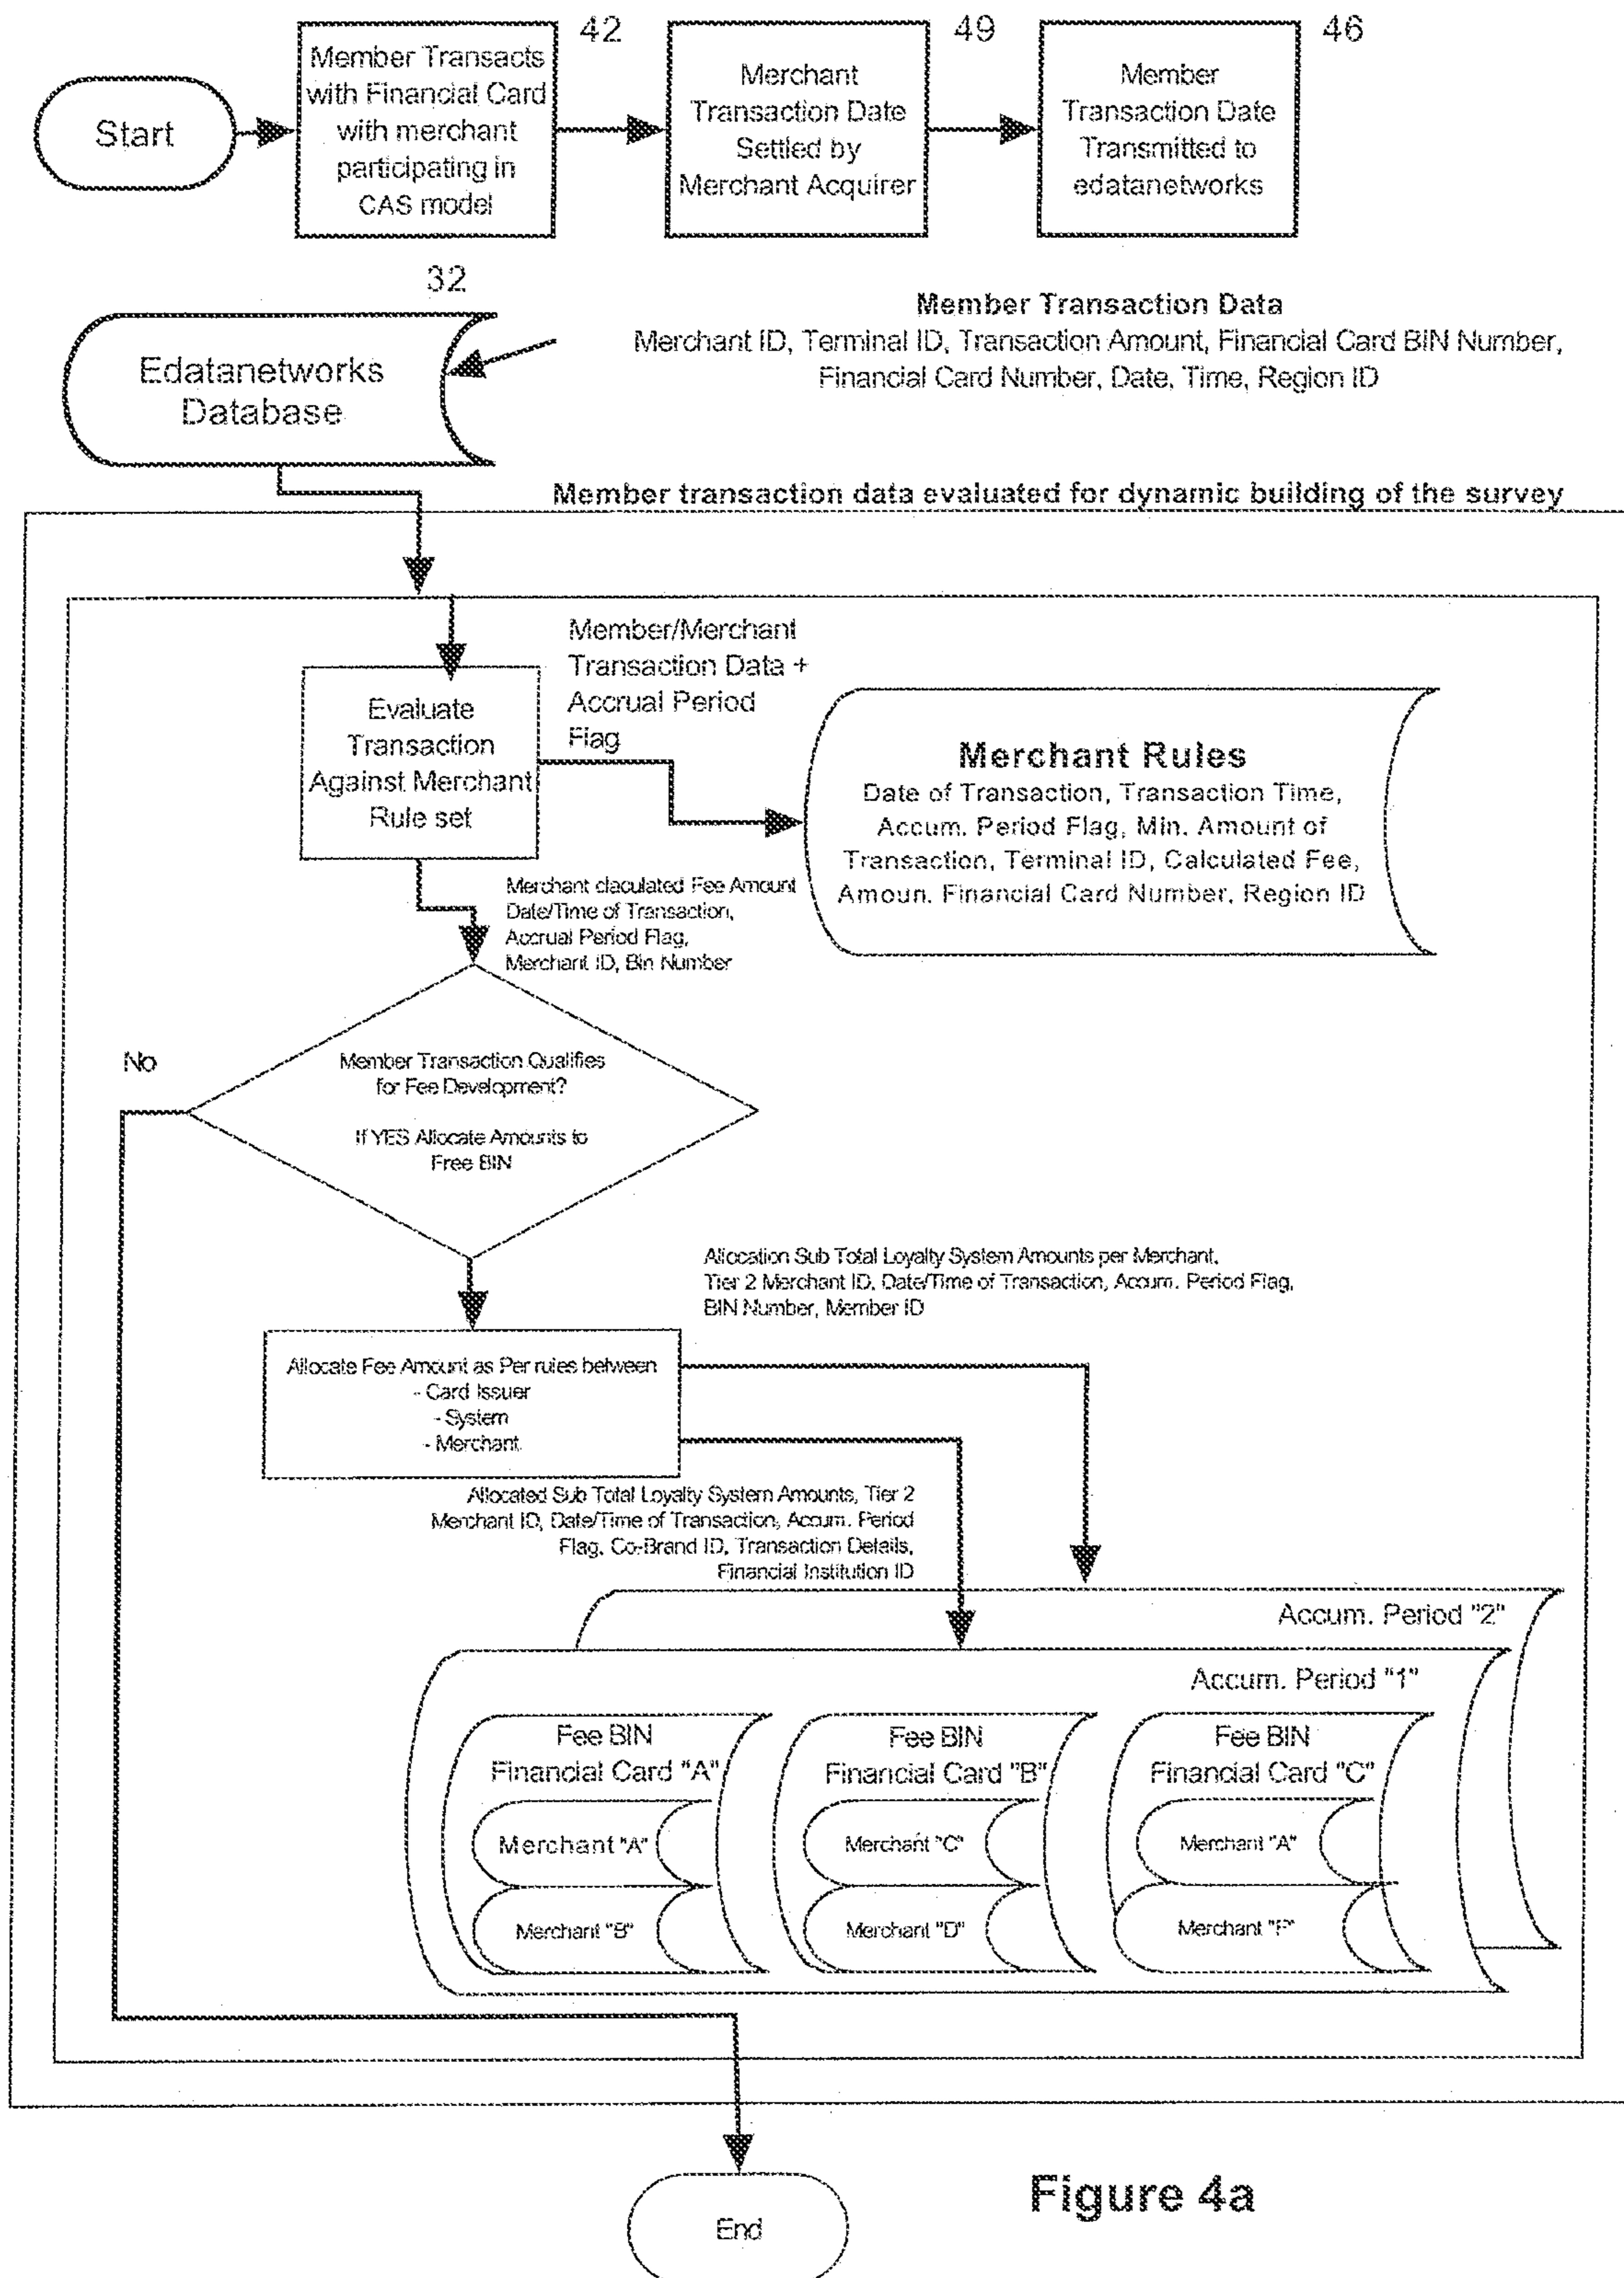 Start
Member Transacts
with Financial Card
with merchant
participating in
CAS model
42
Merchant
Transaction Date
Settled by
Merchant Acquirer
49
Member
Transaction Date
Transmitted to
edatanetworks
46
32
Edatanetworks
Database
Member Transaction Data
Merchant ID, Terminal ID, Transaction Amount, Financial Card BIN Number,
Financial Card Number, Date, Time, Region ID
Member transaction data evaluated for dynamic building of the survey
Evaluate
Transaction
Against Merchant
Rule set
Member/Merchant
Transaction Data +
Accrual Period
Flag
Merchant Rules
Date of Transaction, Transaction Time,
Accum. Period Flag, Min. Amount of
Transaction, Terminal ID, Calculated Fee,
Amoun. Financial Card Number, Region ID
Merchant claculated Fee Amount
Date/Time of Transaction,
Accrual Period Flag,
Merchant ID, Bin Number
No
Member Transaction Qualifies
for Fee Development?
If YES Allocate Amounts to
Free BIN
Allocation Sub Total Loyalty System Amounts per Merchant,
Tier 2 Merchant ID, Date/Time of Transaction, Accum. Period Flag,
BIN Number, Member ID
Allocate Fee Amount as Per rules between
- Card Issuer
- System
- Merchant
Allocated Sub Total Loyalty System Amounts, Tier 2
Merchant ID, Date/Time of Transaction, Accum. Period
Flag, Co-Brand ID, Transaction Details,
Financial Institution ID
Accum. Period "2"
Accum. Period "1"
Fee BIN
Financial Card "A"
Merchant "A"
Merchant "B"
Fee BIN
Financial Card "B"
Merchant "C"
Merchant "D"
Fee BIN
Financial Card "C"
Merchant "A"
Merchant "F"
End
Figure 4a